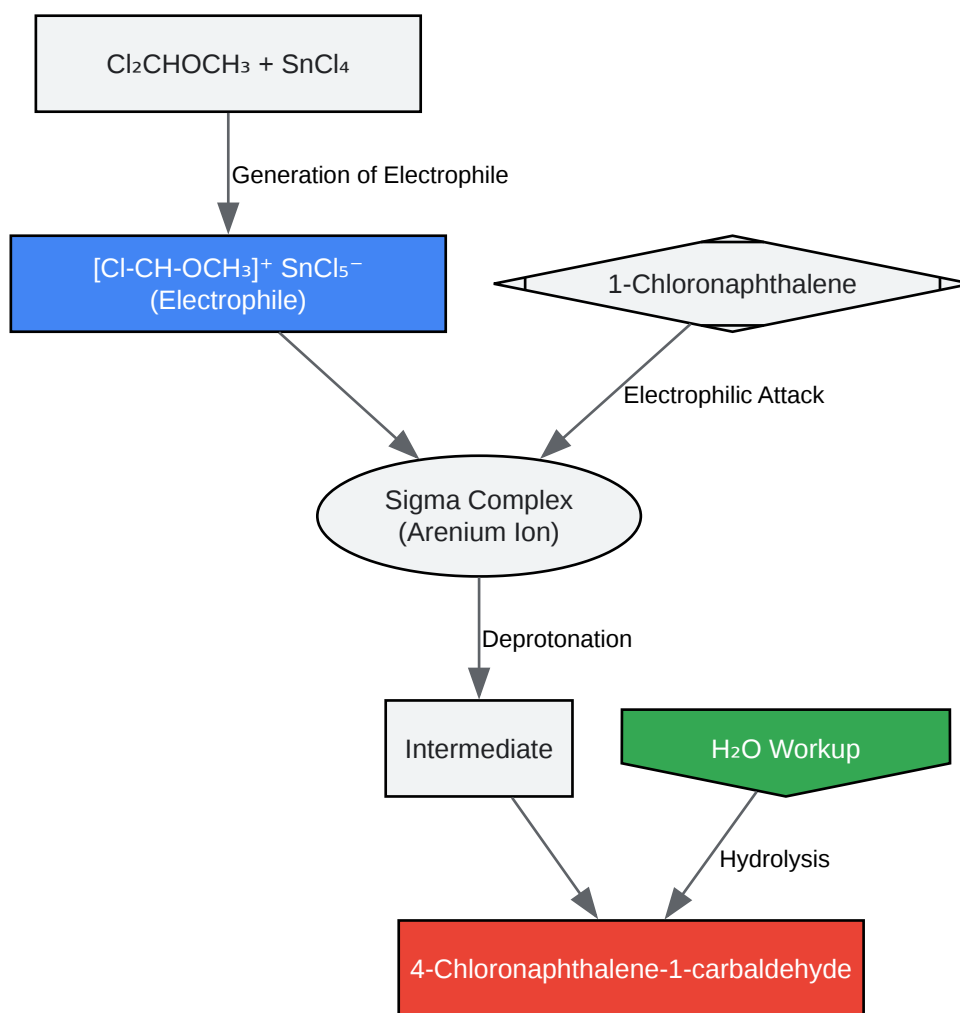 Cl₂CHOCH₃ + SnCl₄
Generation of Electrophile
[Cl-CH-OCH₃]⁺ SnCl₅⁻
(Electrophile)
1-Chloronaphthalene
Electrophilic Attack
Sigma Complex
(Arenium Ion)
Deprotonation
Intermediate
H₂O Workup
Hydrolysis
4-Chloronaphthalene-1-carbaldehyde